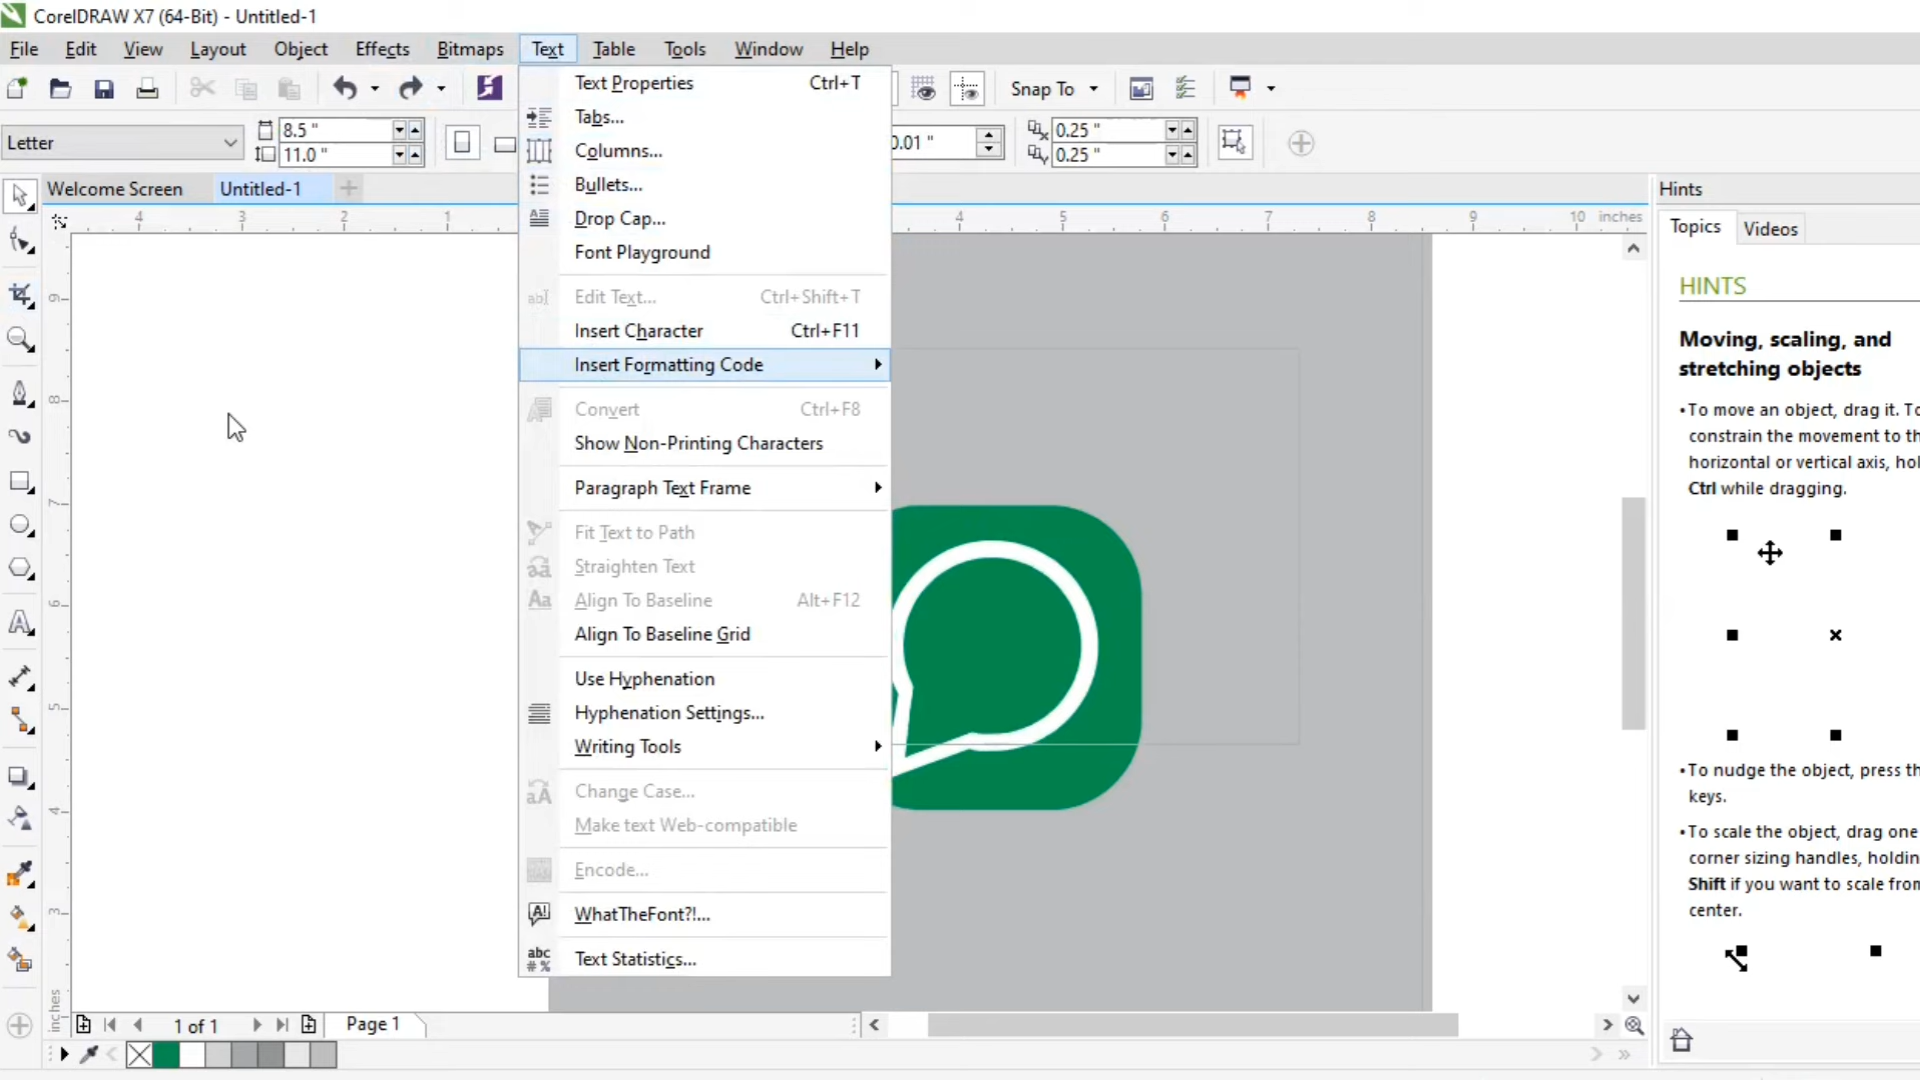 CorelDRAW X7 (64-Bit) - Untitled-1
File Edit View Layout Object Effects Bitmaps Text Table Tools Window Help
Snap To
Letter
8.5 "
11.0 "
0.01 "
0.25 "
0.25 "
Welcome Screen Untitled-1
4 3 2 1 4 5 6 7 8 9 10 inches
9
8
7
6
5
4
3
inches
Text Properties Ctrl+T
Tabs...
Columns...
Bullets...
Drop Cap...
Font Playground
Edit Text... Ctrl+Shift+T
Insert Character Ctrl+F11
Insert Formatting Code
Convert Ctrl+F8
Show Non-Printing Characters
Paragraph Text Frame
Fit Text to Path
Straighten Text
Align To Baseline Alt+F12
Align To Baseline Grid
Use Hyphenation
Hyphenation Settings...
Writing Tools
Change Case...
Make text Web-compatible
Encode...
WhatTheFont?!...
Text Statistics...
Hints
Topics Videos
HINTS
Moving, scaling, and
stretching objects
•To move an object, drag it. To
constrain the movement to th
horizontal or vertical axis, hol
Ctrl while dragging.
•To nudge the object, press th
keys.
•To scale the object, drag one
corner sizing handles, holdin
Shift if you want to scale from
center.
1 of 1 Page 1